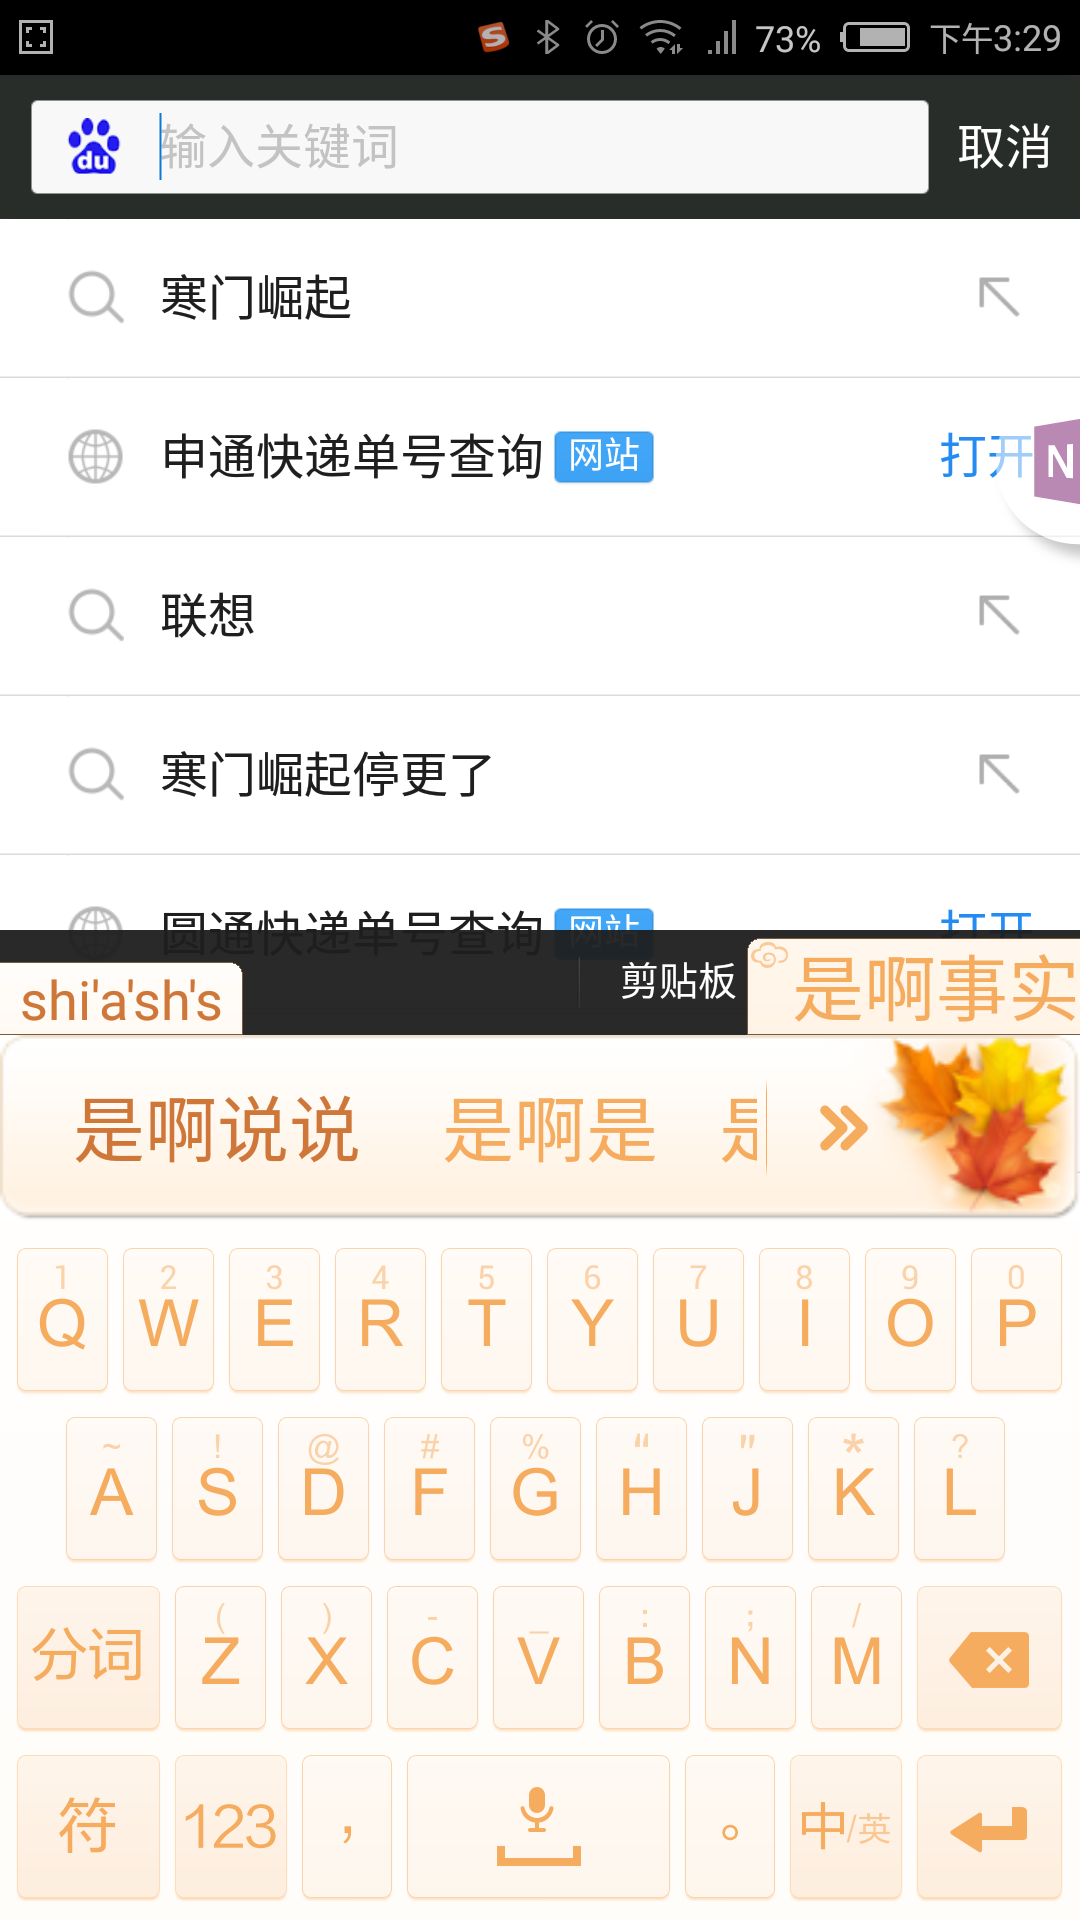 73% 下午3:29
du 输入关键词 取消
寒门崛起
申通快递单号查询 网站 打开 N
联想
寒门崛起停更了
圆通快递单号查询 网站 打开
shi'a'sh's 剪贴板 是啊事实
是啊说说 是啊是
1 2 3 4 5 6 7 8 9 0
Q W E R T Y U I O P
~ ! @ # % “ " * ?
A S D F G H J K L
( ) - _ : ; /
分词 Z X C V B N M
符 123 , 。 中/英